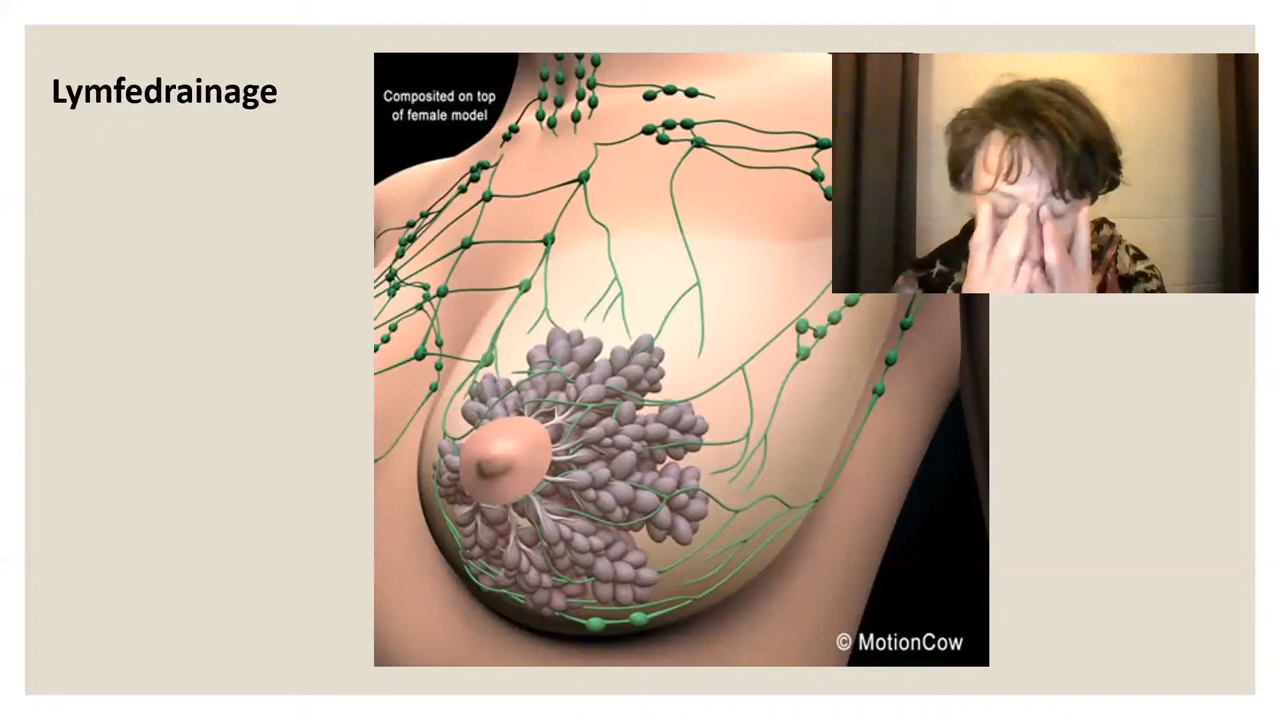 Lymfedrainage
Composited on top
of female model
© MotionCow